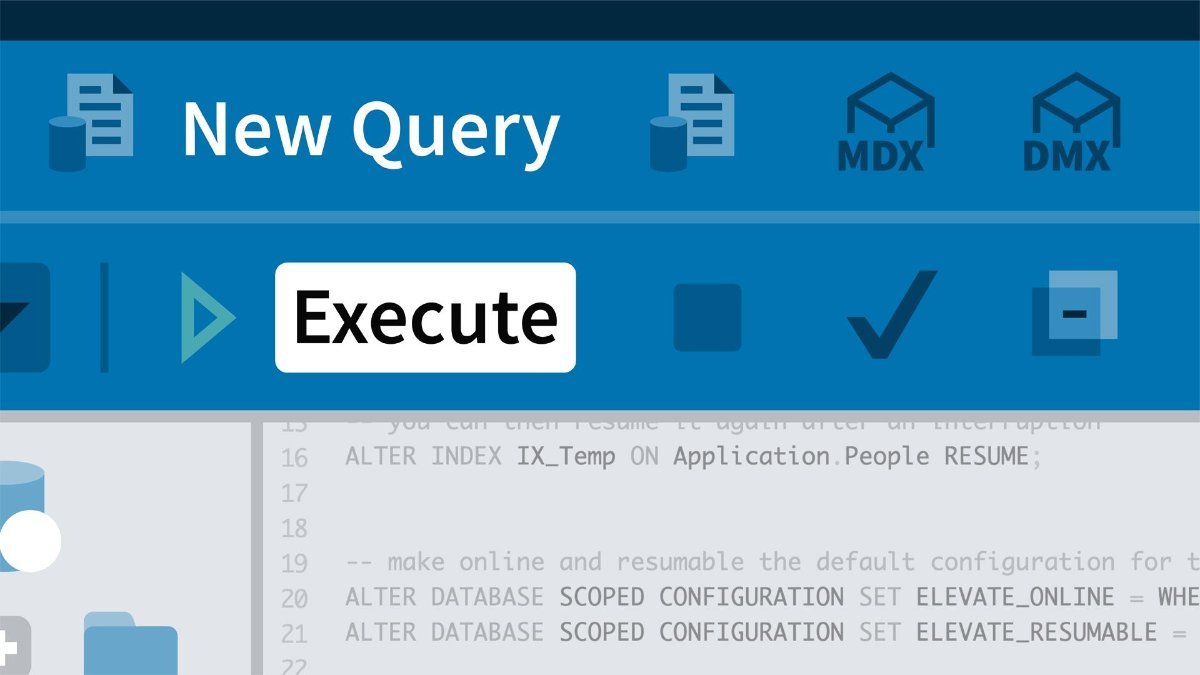 New Query
MDX
DMX
Execute
15 -- you can then resume it again after an interruption
16 ALTER INDEX IX_Temp ON Application.People RESUME;
17
18
19 -- make online and resumable the default configuration for t
20 ALTER DATABASE SCOPED CONFIGURATION SET ELEVATE_ONLINE = WHE
21 ALTER DATABASE SCOPED CONFIGURATION SET ELEVATE_RESUMABLE =
22